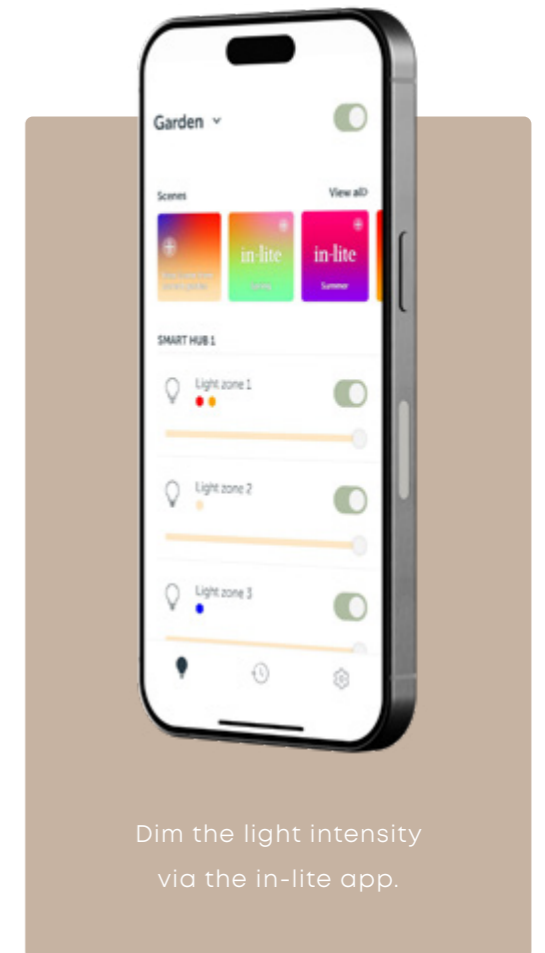 Garden
Scenes
View all
in·lite
in·lite
Summer
SMART HUB 1
Light zone 1
Light zone 2
Light zone 3
Dim the light intensity
via the in-lite app.